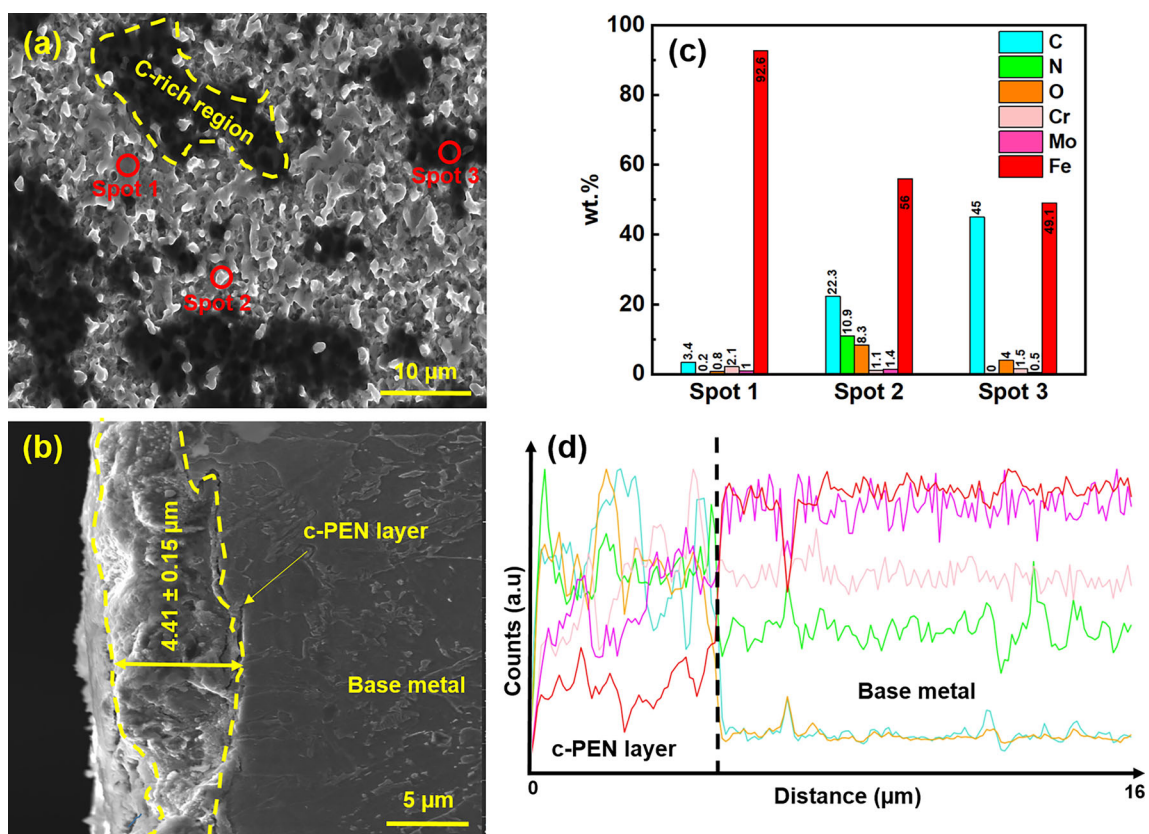 (a)
C-rich region
Spot 1
Spot 3
Spot 2
10 µm
(c)
wt.%
100
80
60
40
20
0
C
N
O
Cr
Mo
Fe
3.4
0.2
0.8
2.1
1
92.6
22.3
10.9
8.3
1.1
1.4
56
45
0
4
1.5
0.5
49.1
Spot 1 Spot 2 Spot 3
(b)
4.41 ± 0.15 µm
c-PEN layer
Base metal
5 µm
(d)
Counts (a.u)
c-PEN layer
Base metal
0
Distance (µm)
16